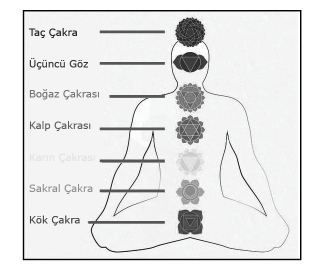 Taç Çakra
Üçüncü Göz
Boğaz Çakrası
Kalp Çakrası
Karın Çakrası
Sakral Çakra
Kök Çakra